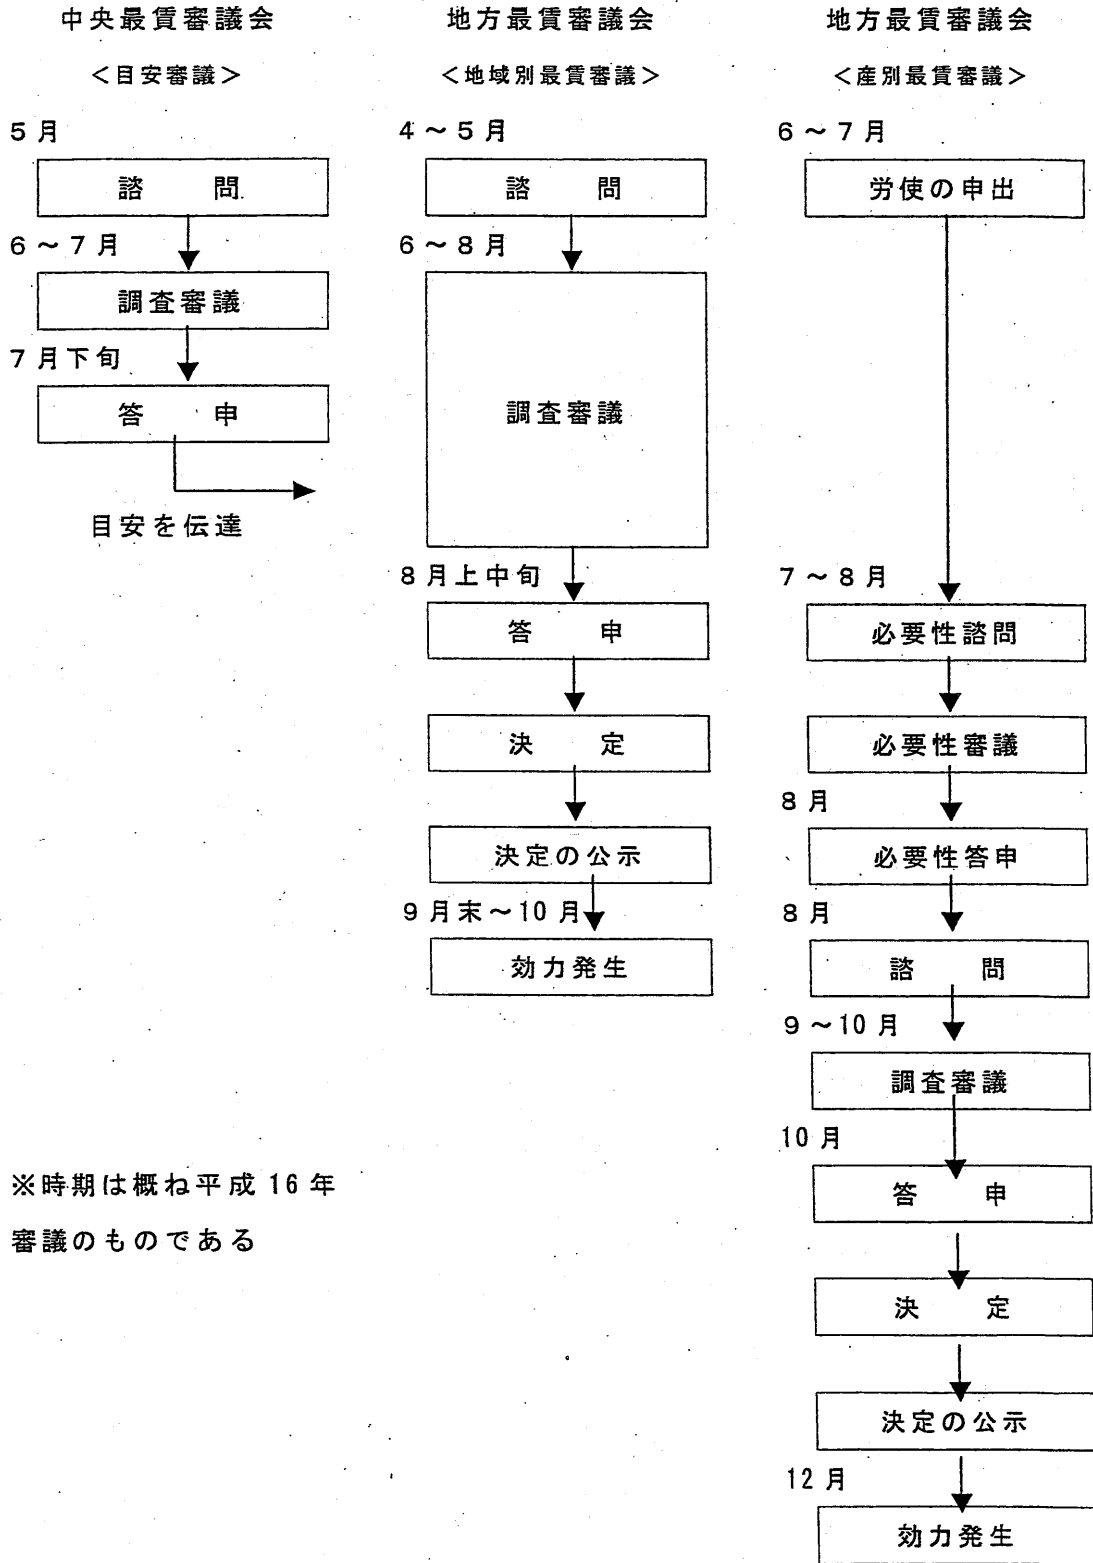 中央最賃審議会
＜目安審議＞
5月
諮　問
6～7月
調査審議
7月下旬
答　申
目安を伝達
※時期は概ね平成 16 年
審議のものである
地方最賃審議会
＜地域別最賃審議＞
4～5月
諮　問
6～8月
調査審議
8月上中旬
答　申
決　定
決定の公示
9月末～10月
効力発生
地方最賃審議会
＜産別最賃審議＞
6～7月
労使の申出
7～8月
必要性諮問
必要性審議
8月
必要性答申
8月
諮　問
9～10月
調査審議
10月
答　申
決　定
決定の公示
12月
効力発生